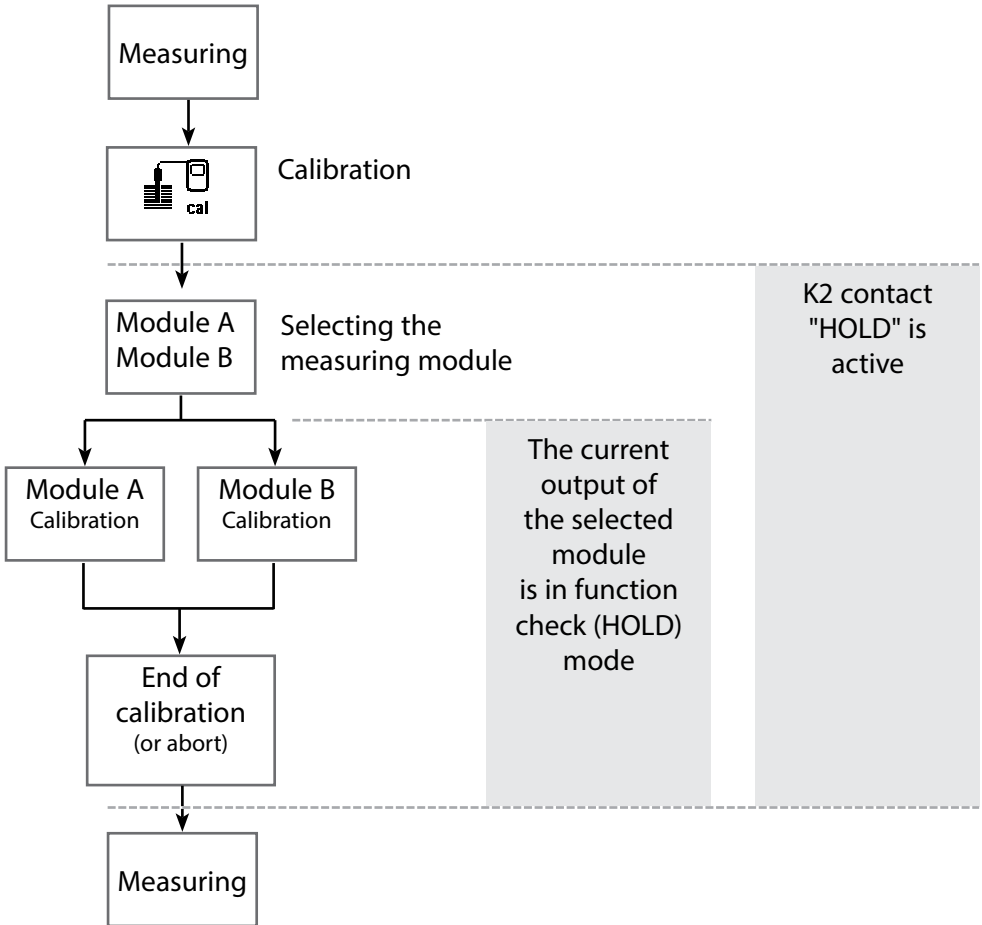 Measuring
cal
Calibration
K2 contact
"HOLD" is
active
Module A
Module B
Selecting the
measuring module
The current
output of
the selected
module
is in function
check (HOLD)
mode
Module A
Calibration
Module B
Calibration
End of
calibration
(or abort)
Measuring